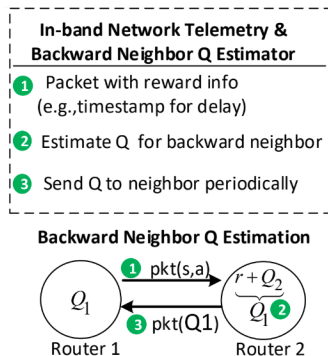 In-band Network Telemetry &
Backward Neighbor Q Estimator
1 Packet with reward info
(e.g.,timestamp for delay)
2 Estimate Q for backward neighbor
3 Send Q to neighbor periodically
Backward Neighbor Q Estimation
1 pkt(s,a)
r + Q2
Q1
Q1 2
3 pkt(Q1)
Router 1 Router 2